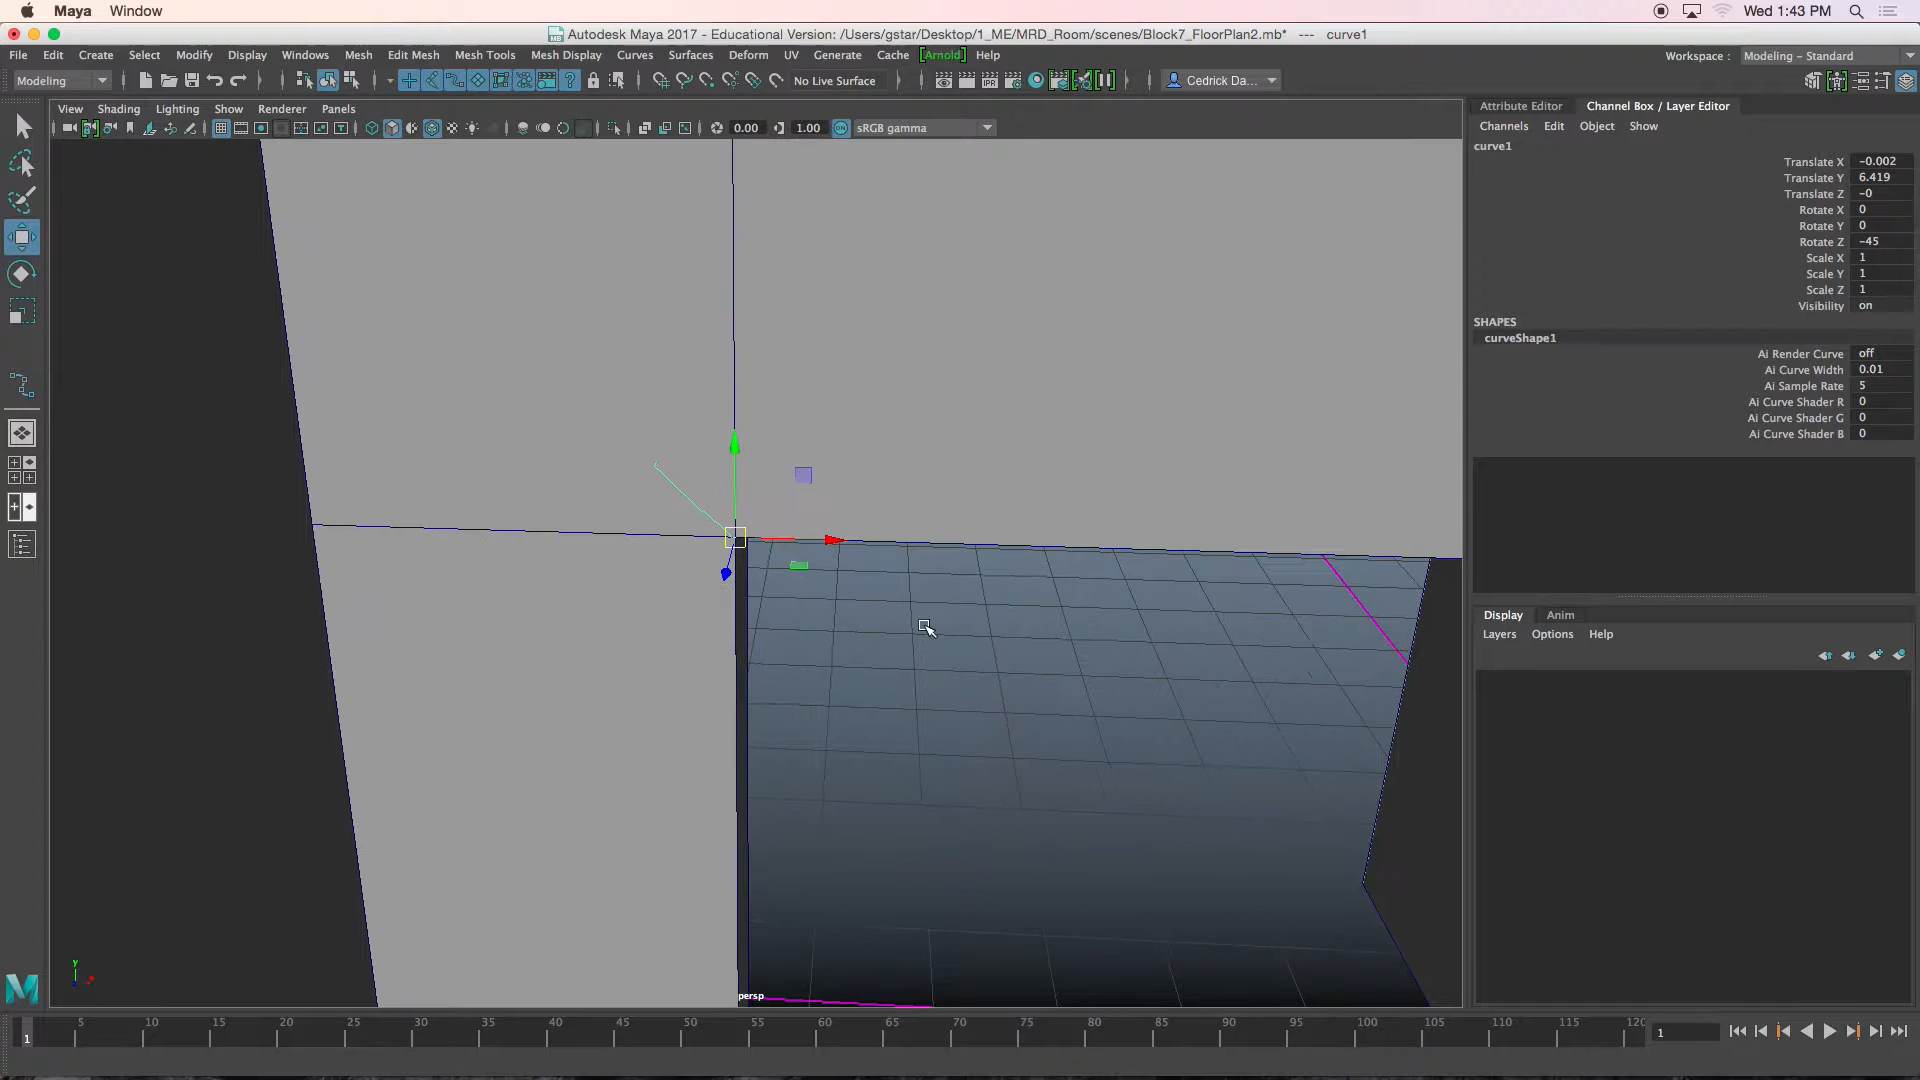 Maya Window
Wed 1:43 PM
Autodesk Maya 2017 - Educational Version: /Users/gstar/Desktop/1_ME/MRD_Room/scenes/Block7_FloorPlan2.mb* --- curve1
File Edit Create Select Modify Display Windows Mesh Edit Mesh Mesh Tools Mesh Display Curves Surfaces Deform UV Generate Cache [Arnold] Help
Workspace : Modeling - Standard
Modeling
No Live Surface
Cedrick Da...
View Shading Lighting Show Renderer Panels
0.00 1.00 ON sRGB gamma
Attribute Editor Channel Box / Layer Editor
Channels Edit Object Show
curve1
Translate X -0.002
Translate Y 6.419
Translate Z -0
Rotate X 0
Rotate Y 0
Rotate Z -45
Scale X 1
Scale Y 1
Scale Z 1
Visibility on
SHAPES
curveShape1
Ai Render Curve off
Ai Curve Width 0.01
Ai Sample Rate 5
Ai Curve Shader R 0
Ai Curve Shader G 0
Ai Curve Shader B 0
Display Anim
Layers Options Help
y
persp
1 5 10 15 20 25 30 35 40 45 50 55 60 65 70 75 80 85 90 95 100 105 110 115 120
1